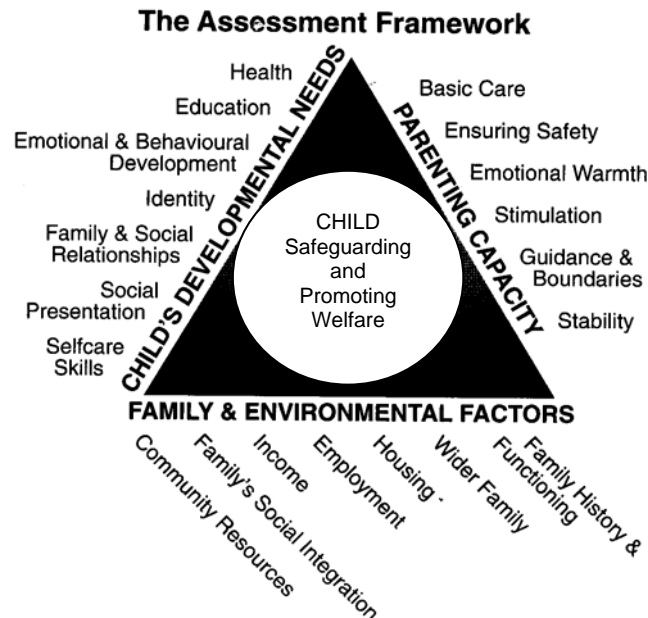 The Assessment Framework
Health
Education
Emotional & Behavioural
Development
Identity
Family & Social
Relationships
Social
Presentation
Selfcare
Skills
CHILD'S DEVELOPMENTAL NEEDS
CHILD
Safeguarding
and
Promoting
Welfare
PARENTING CAPACITY
Basic Care
Ensuring Safety
Emotional Warmth
Stimulation
Guidance &
Boundaries
Stability
FAMILY & ENVIRONMENTAL FACTORS
Community Resources
Family's Social Integration
Income
Employment
Housing
Wider Family
Family History &
Functioning